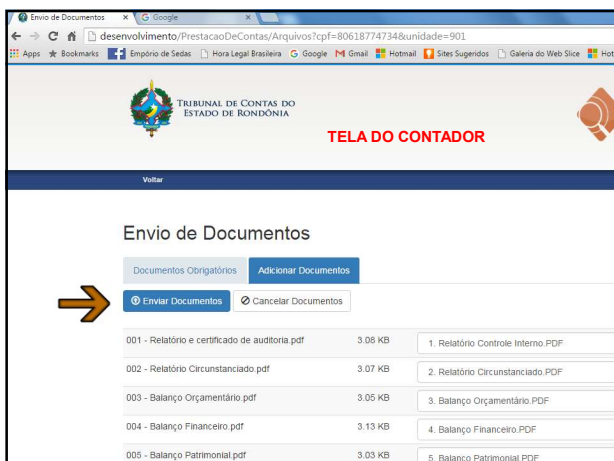 Envio de Documentos
Google
desenvolvimento/PrestacaoDeContas/Arquivos?cpf=80618774734&unidade=901
Apps Bookmarks Empório de Sedas Hora Legal Brasileira Google Gmail Hotmail Sites Sugeridos Galeria do Web Slice Hot
TRIBUNAL DE CONTAS DO
ESTADO DE RONDÔNIA
TELA DO CONTADOR
Voltar
Envio de Documentos
Documentos Obrigatórios Adicionar Documentos
Enviar Documentos Cancelar Documentos
001 - Relatório e certificado de auditoria.pdf 3.08 KB 1. Relatório Controle Interno.PDF
002 - Relatório Circunstanciado.pdf 3.07 KB 2. Relatório Circunstanciado.PDF
003 - Balanço Orçamentário.pdf 3.05 KB 3. Balanço Orçamentário.PDF
004 - Balanço Financeiro.pdf 3.13 KB 4. Balanço Financeiro.PDF
005 - Balanço Patrimonial.pdf 3.03 KB 5. Balanço Patrimonial.PDF